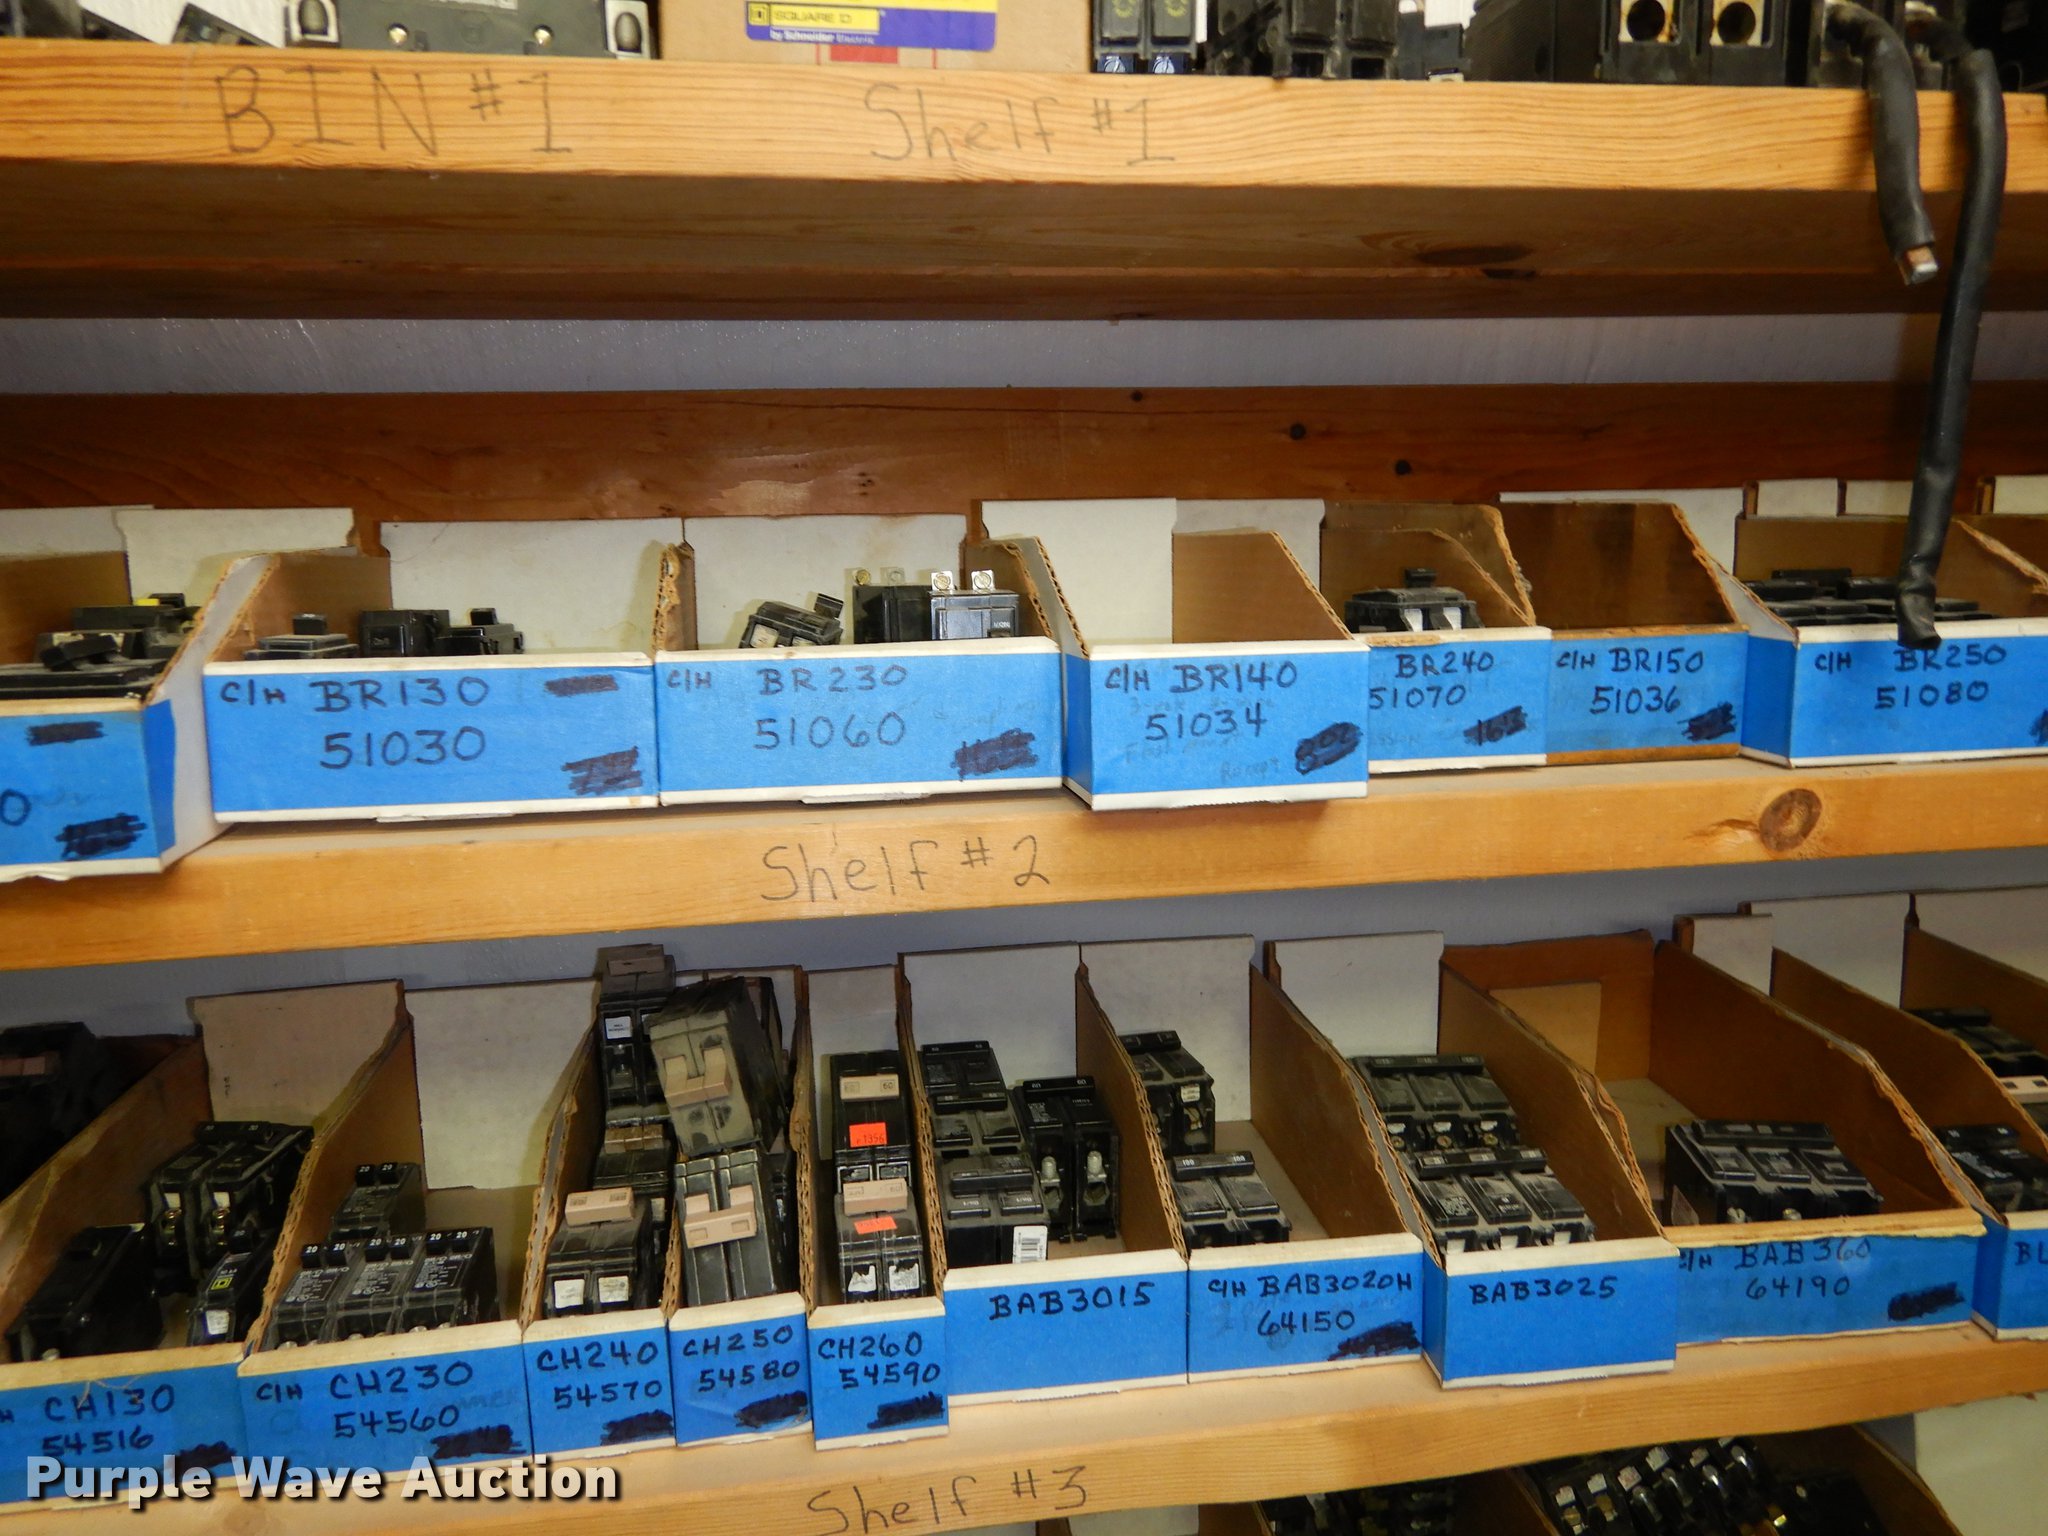 SQUARE D
by Schneider Electric
BIN #1
Shelf #1
C/H BR130
51030
C/H BR230
51060
C/H BR140
51034
BR240
51070
C/H BR150
51036
C/H BR250
51080
Shelf #2
CH130
54516
C/H CH230
54560
CH240
54570
CH250
54580
CH260
54590
BAB3015
C/H BAB3020H
64150
BAB3025
C/H BAB360
64190
Shelf #3
Purple Wave Auction